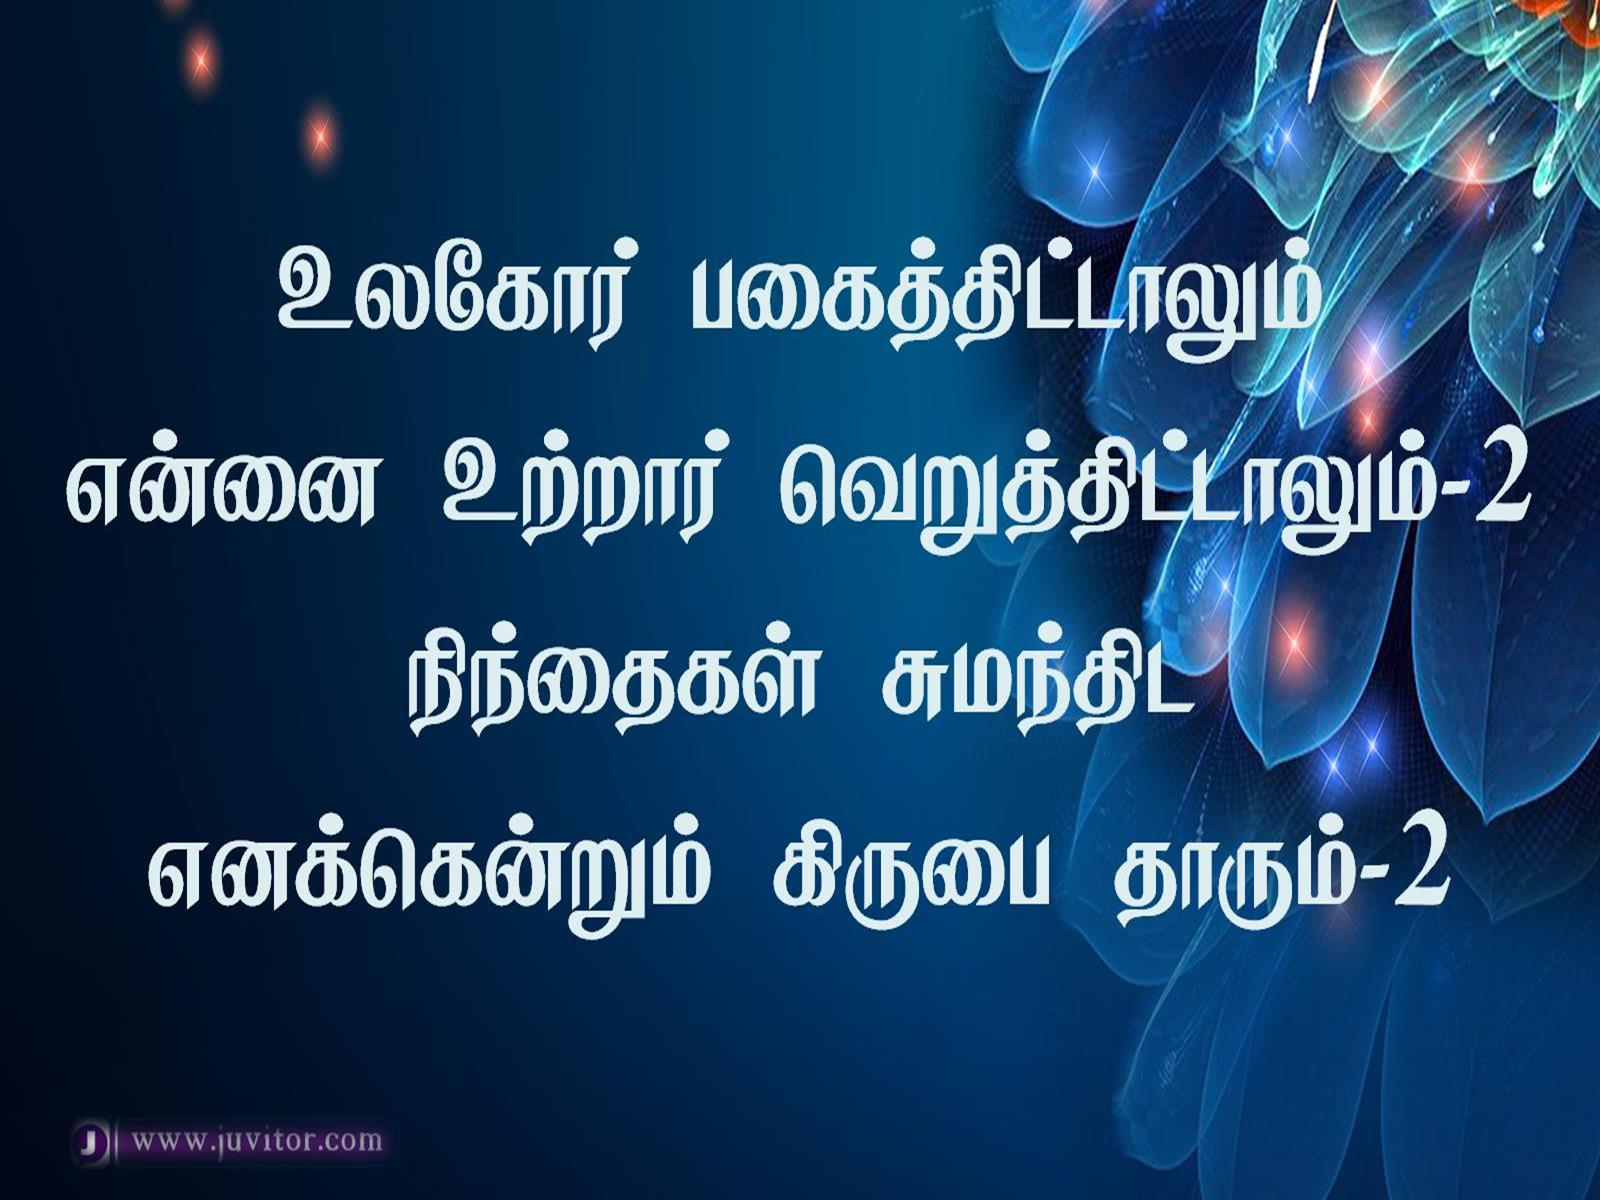 உலகோர் பகைத்திட்டாலும்
என்னை உற்றார் வெறுத்திட்டாலும்-2
நிந்தைகள் சுமந்திட
எனக்கென்றும் கிருபை தாரும்-2
J www.juvitor.com